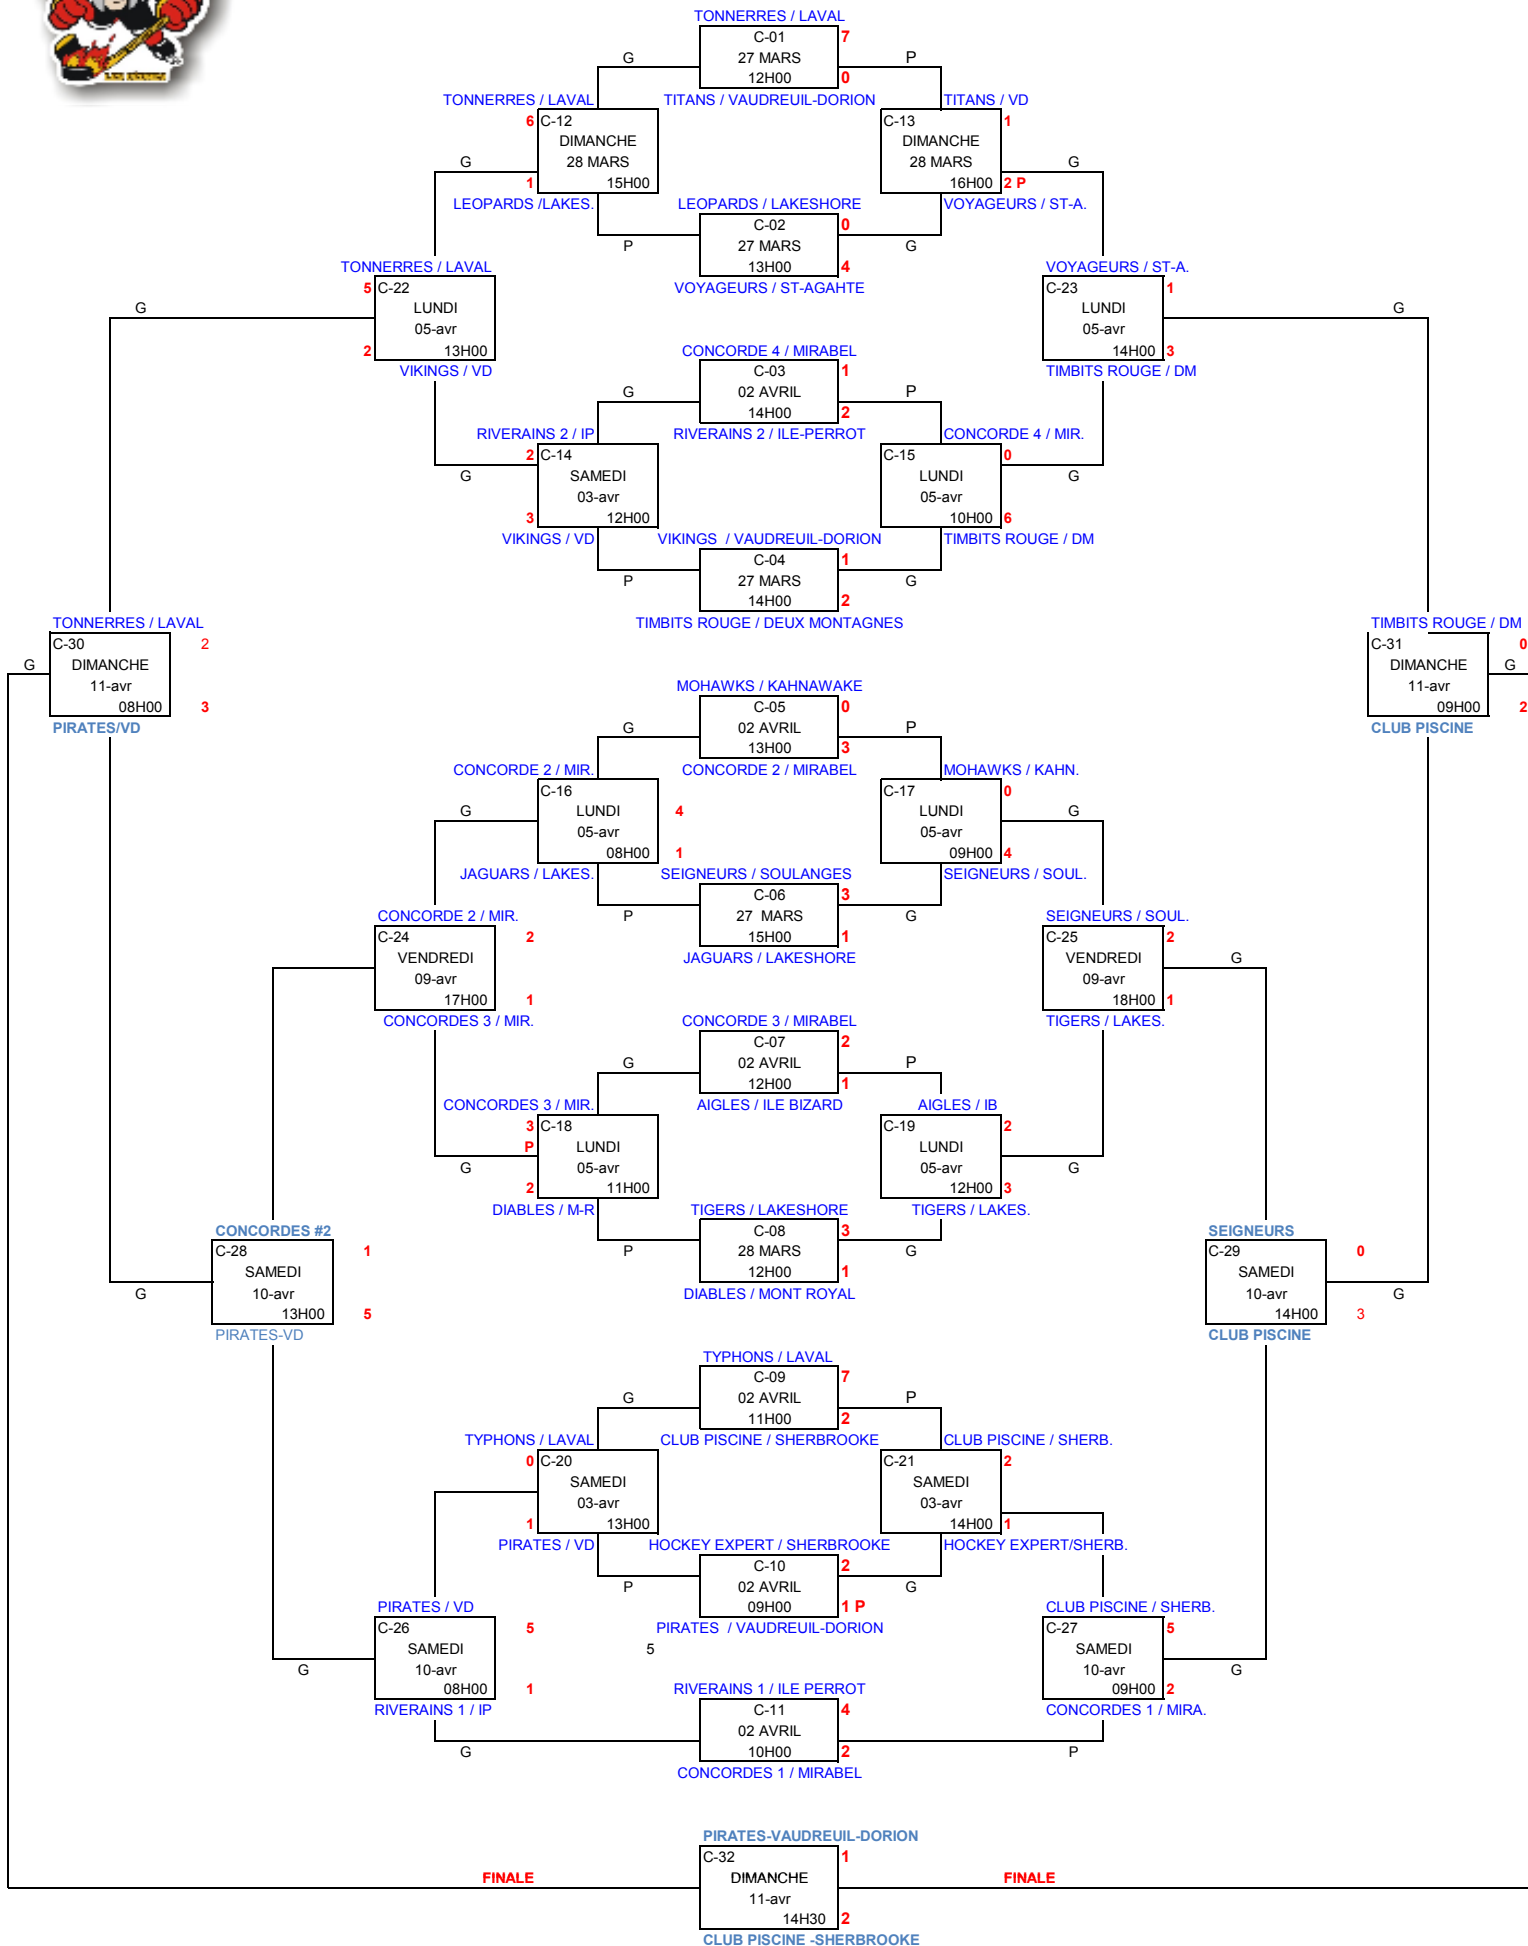 TONNERRES / LAVAL
C-01 7
27 MARS
G P
12H00 0
TONNERRES / LAVAL TITANS / VAUDREUIL-DORION TITANS / VD
6 C-12 C-13 1
DIMANCHE DIMANCHE
G 28 MARS 28 MARS G
1 15H00 16H00 2 P
LEOPARDS /LAKES. LEOPARDS / LAKESHORE VOYAGEURS / ST-A.
C-02 0
P 27 MARS G
13H00 4
TONNERRES / LAVAL VOYAGEURS / ST-A.
VOYAGEURS / ST-AGAHTE
5 C-22 C-23 1
G LUNDI LUNDI G
05-avr 05-avr
2 13H00 14H00 3
CONCORDE 4 / MIRABEL
VIKINGS / VD C-03 1 TIMBITS ROUGE / DM
G 02 AVRIL P
14H00 2
RIVERAINS 2 / IP RIVERAINS 2 / ILE-PERROT CONCORDE 4 / MIR.
2 C-14 C-15 0
G SAMEDI LUNDI G
03-avr 05-avr
3 12H00 10H00 6
VIKINGS / VD VIKINGS / VAUDREUIL-DORION TIMBITS ROUGE / DM
C-04 1
P 27 MARS G
14H00 2
TONNERRES / LAVAL TIMBITS ROUGE / DEUX MONTAGNES TIMBITS ROUGE / DM
C-30 2 C-31 0
G DIMANCHE DIMANCHE G
11-avr 11-avr
08H00 3 09H00 2
MOHAWKS / KAHNAWAKE
PIRATES/VD C-05 0 CLUB PISCINE
G 02 AVRIL P
13H00 3
CONCORDE 2 / MIR. CONCORDE 2 / MIRABEL MOHAWKS / KAHN.
C-16 C-17 0
G LUNDI 4 LUNDI G
05-avr 05-avr
08H00 1 09H00 4
JAGUARS / LAKES. SEIGNEURS / SOULANGES SEIGNEURS / SOUL.
C-06 3
CONCORDE 2 / MIR. P 27 MARS G SEIGNEURS / SOUL.
C-24 2 15H00 1 C-25 2
VENDREDI JAGUARS / LAKESHORE VENDREDI G
09-avr 09-avr
17H00 1 18H00 1
CONCORDES 3 / MIR. CONCORDE 3 / MIRABEL TIGERS / LAKES.
C-07 2
G 02 AVRIL P
12H00 1
CONCORDES 3 / MIR. AIGLES / ILE BIZARD AIGLES / IB
3 C-18 C-19 2
P LUNDI LUNDI
G 05-avr 05-avr G
2 11H00 12H00 3
DIABLES / M-R TIGERS / LAKESHORE TIGERS / LAKES.
CONCORDES #2 C-08 3 SEIGNEURS
C-28 1 P 28 MARS G C-29 0
SAMEDI 12H00 1 SAMEDI
G 10-avr DIABLES / MONT ROYAL 10-avr G
13H00 5 14H00 3
PIRATES-VD CLUB PISCINE
TYPHONS / LAVAL
C-09 7
G 02 AVRIL P
11H00 2
TYPHONS / LAVAL CLUB PISCINE / SHERBROOKE CLUB PISCINE / SHERB.
0 C-20 C-21 2
SAMEDI SAMEDI
03-avr 03-avr
1 13H00 14H00 1
PIRATES / VD HOCKEY EXPERT / SHERBROOKE HOCKEY EXPERT/SHERB.
C-10 2
P 02 AVRIL G
PIRATES / VD 09H00 1 P CLUB PISCINE / SHERB.
C-26 5 PIRATES / VAUDREUIL-DORION C-27 5
SAMEDI 5 SAMEDI
G 10-avr 10-avr G
08H00 1 RIVERAINS 1 / ILE PERROT 09H00 2
RIVERAINS 1 / IP C-11 4 CONCORDES 1 / MIRA.
02 AVRIL
G 10H00 2 P
CONCORDES 1 / MIRABEL
PIRATES-VAUDREUIL-DORION
C-32 1
FINALE DIMANCHE FINALE
11-avr
14H30 2
CLUB PISCINE -SHERBROOKE